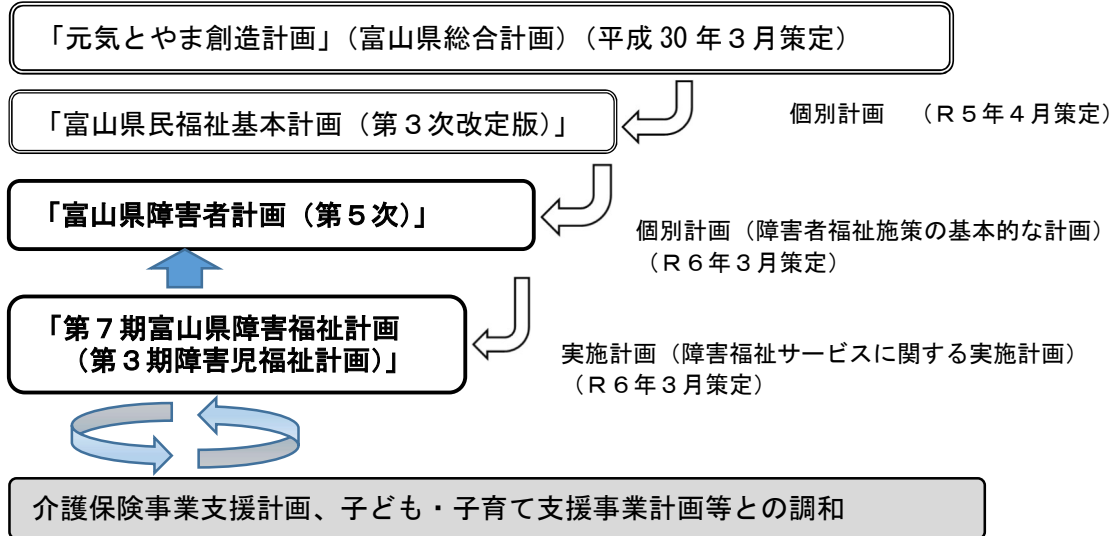 「元気とやま創造計画」（富山県総合計画）（平成 30 年３月策定）
「富山県民福祉基本計画（第３次改定版）」
個別計画　（Ｒ５年４月策定）
「富山県障害者計画（第５次）」
個別計画（障害者福祉施策の基本的な計画）
（Ｒ６年３月策定）
「第７期富山県障害福祉計画
（第３期障害児福祉計画）」
実施計画（障害福祉サービスに関する実施計画）
（Ｒ６年３月策定）
介護保険事業支援計画、子ども・子育て支援事業計画等との調和